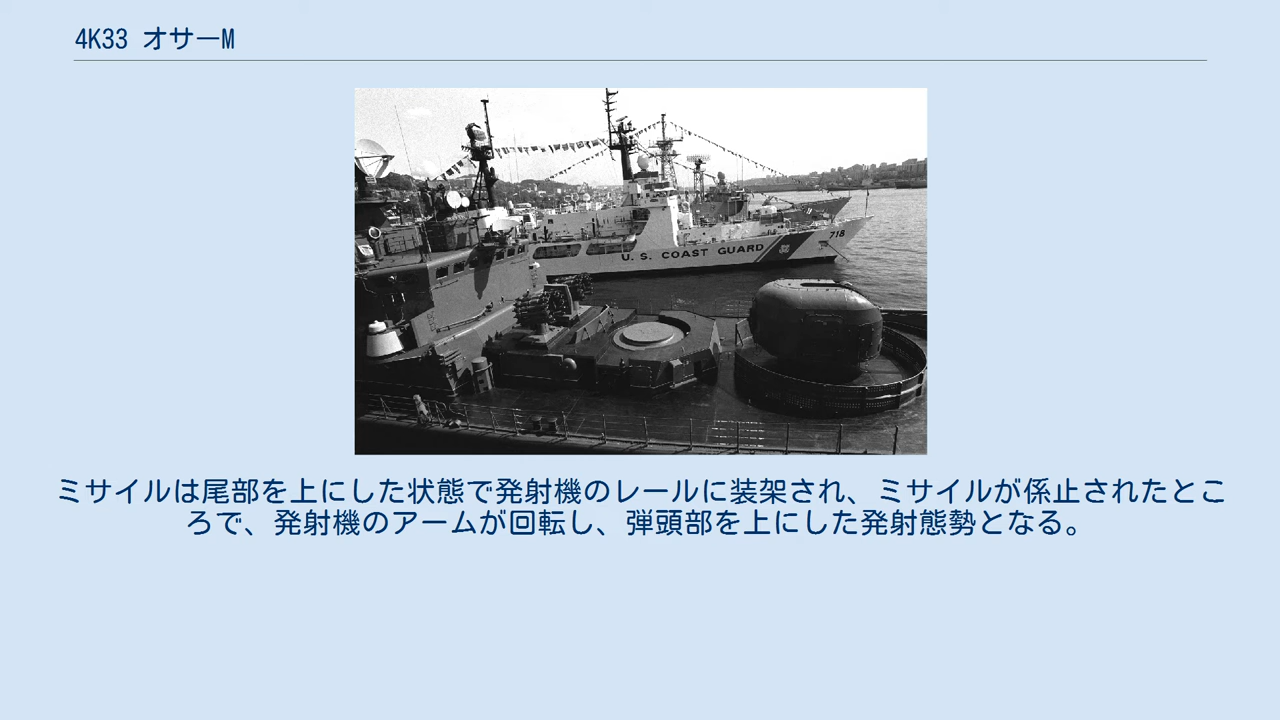 4K33 オサーM
U. S. COAST GUARD
718
ミサイルは尾部を上にした状態で発射機のレールに装架され、ミサイルが係止されたとこ
ろで、発射機のアームが回転し、弾頭部を上にした発射態勢となる。